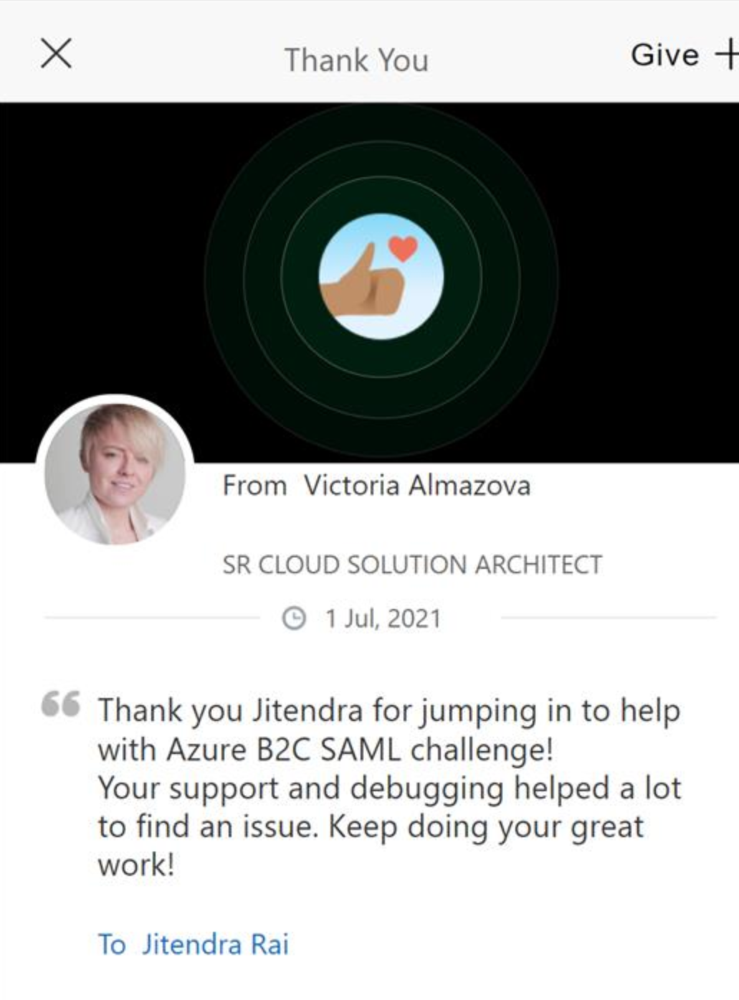 Thank You
Give
From Victoria Almazova
SR CLOUD SOLUTION ARCHITECT
1 Jul, 2021
“ Thank you Jitendra for jumping in to help
with Azure B2C SAML challenge!
Your support and debugging helped a lot
to find an issue. Keep doing your great
work!
To Jitendra Rai